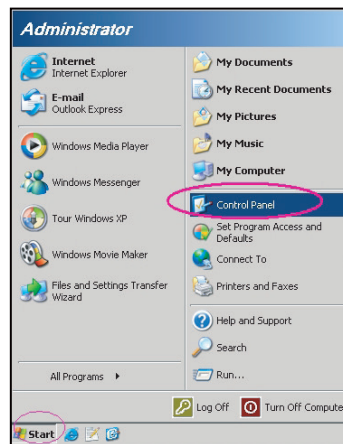 Administrator
Internet
Internet Explorer
E-mail
Outlook Express
Windows Media Player
Windows Messenger
Tour Windows XP
Windows Movie Maker
Files and Settings Transfer
Wizard
All Programs
My Documents
My Recent Documents
My Pictures
My Music
My Computer
Control Panel
Set Program Access and
Defaults
Connect To
Printers and Faxes
Help and Support
Search
Run...
Log Off
Turn Off Compute
Start